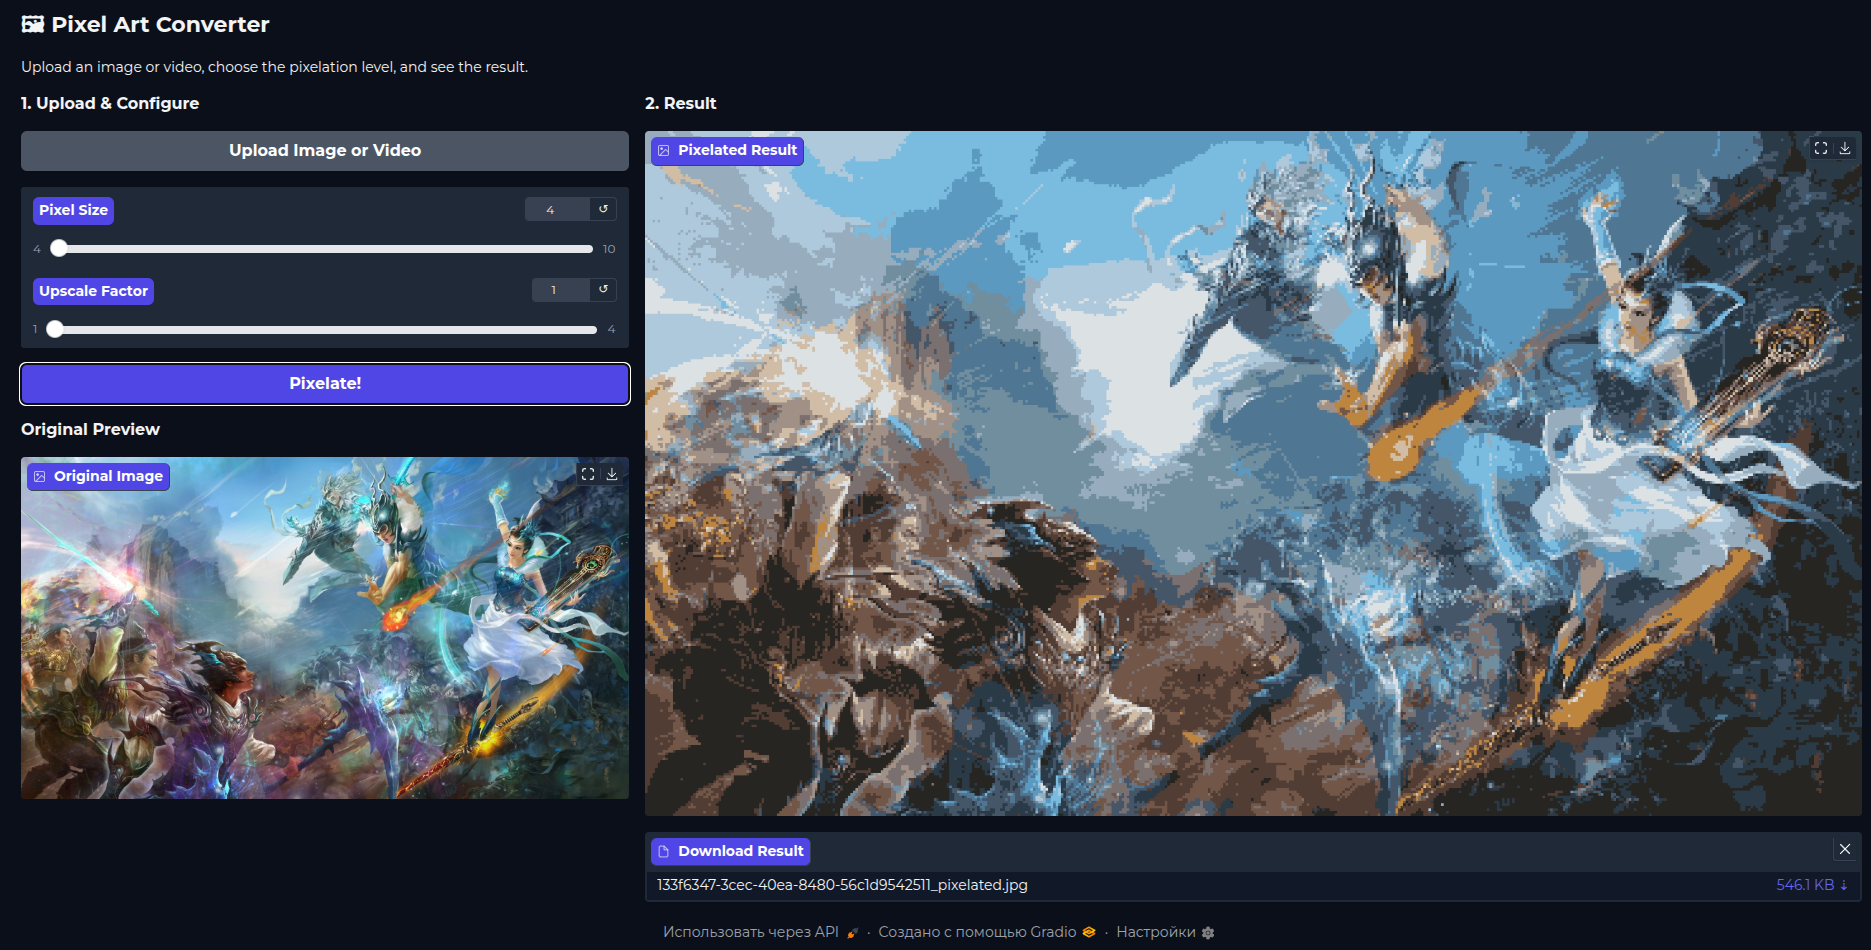 Pixel Art Converter
Upload an image or video, choose the pixelation level, and see the result.
1. Upload & Configure
Upload Image or Video
Pixel Size
4
↺
4
10
Upscale Factor
1
↺
1
4
Pixelate!
Original Preview
Original Image
2. Result
Pixelated Result
Download Result
133f6347-3cec-40ea-8480-56c1d9542511_pixelated.jpg
546.1 KB ↓
Использовать через API · Создано с помощью Gradio · Настройки